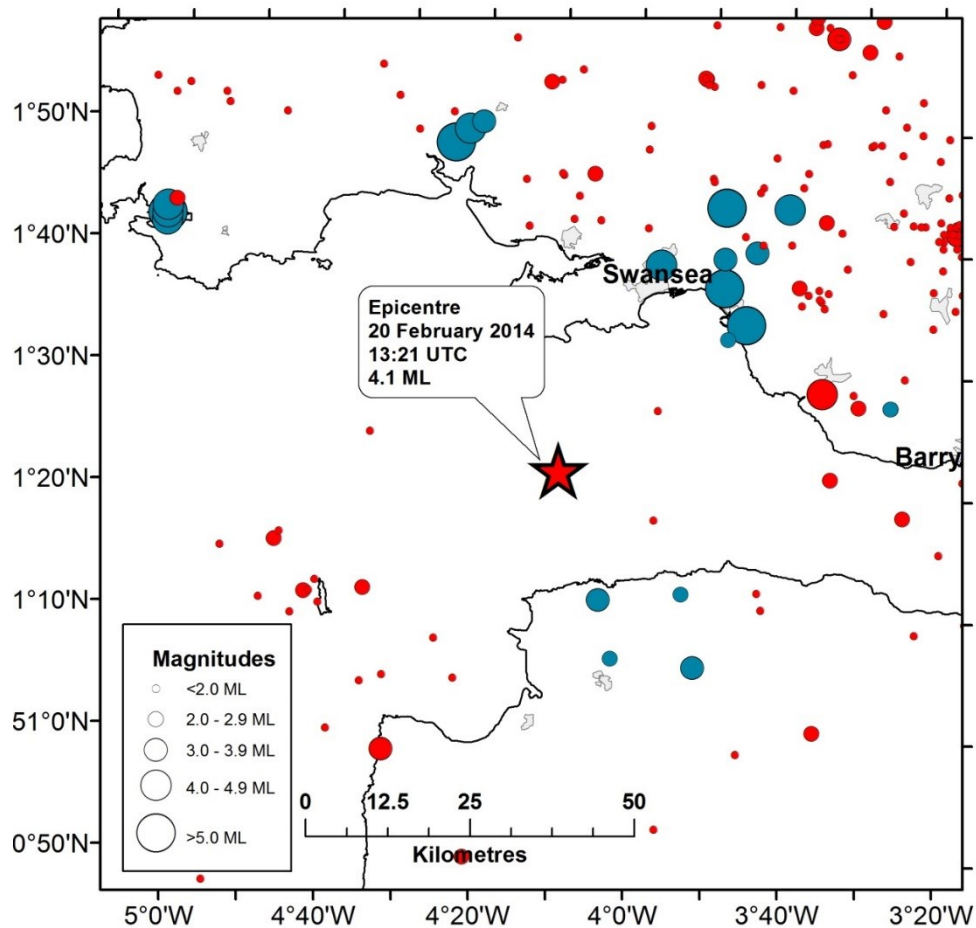 1°50'N
1°40'N
Swansea
Epicentre
20 February 2014
13:21 UTC
4.1 ML
1°30'N
Barry
1°20'N
1°10'N
Magnitudes
<2.0 ML
2.0 - 2.9 ML
3.0 - 3.9 ML
4.0 - 4.9 ML
>5.0 ML
51°0'N
0 12.5 25 50
Kilometres
0°50'N
5°0'W 4°40'W 4°20'W 4°0'W 3°40'W 3°20'W